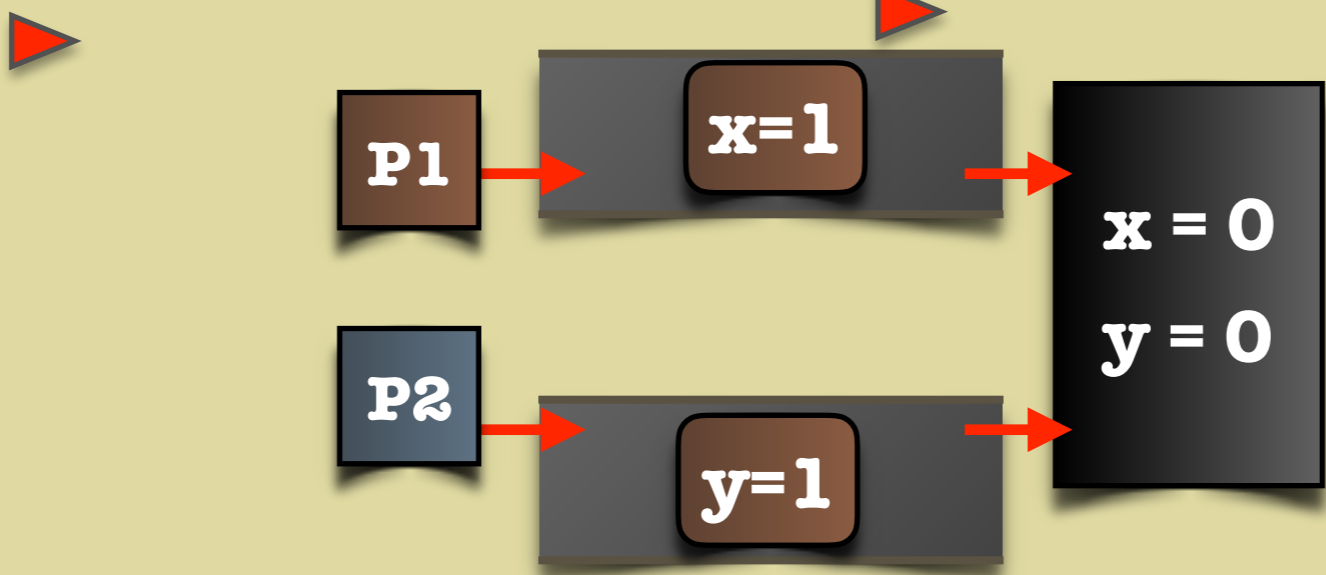 P1
x=1
x = 0
y = 0
P2
y=1